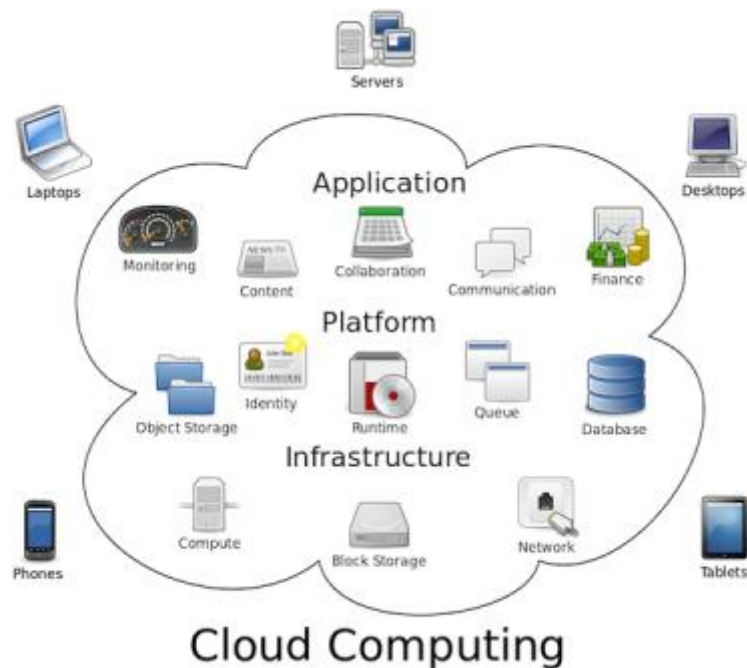 Servers
Laptops
Desktops
Application
Monitoring
Content
Collaboration
Communication
Finance
Platform
Object Storage
Identity
Runtime
Queue
Database
Infrastructure
Compute
Block Storage
Network
Phones
Tablets
Cloud Computing